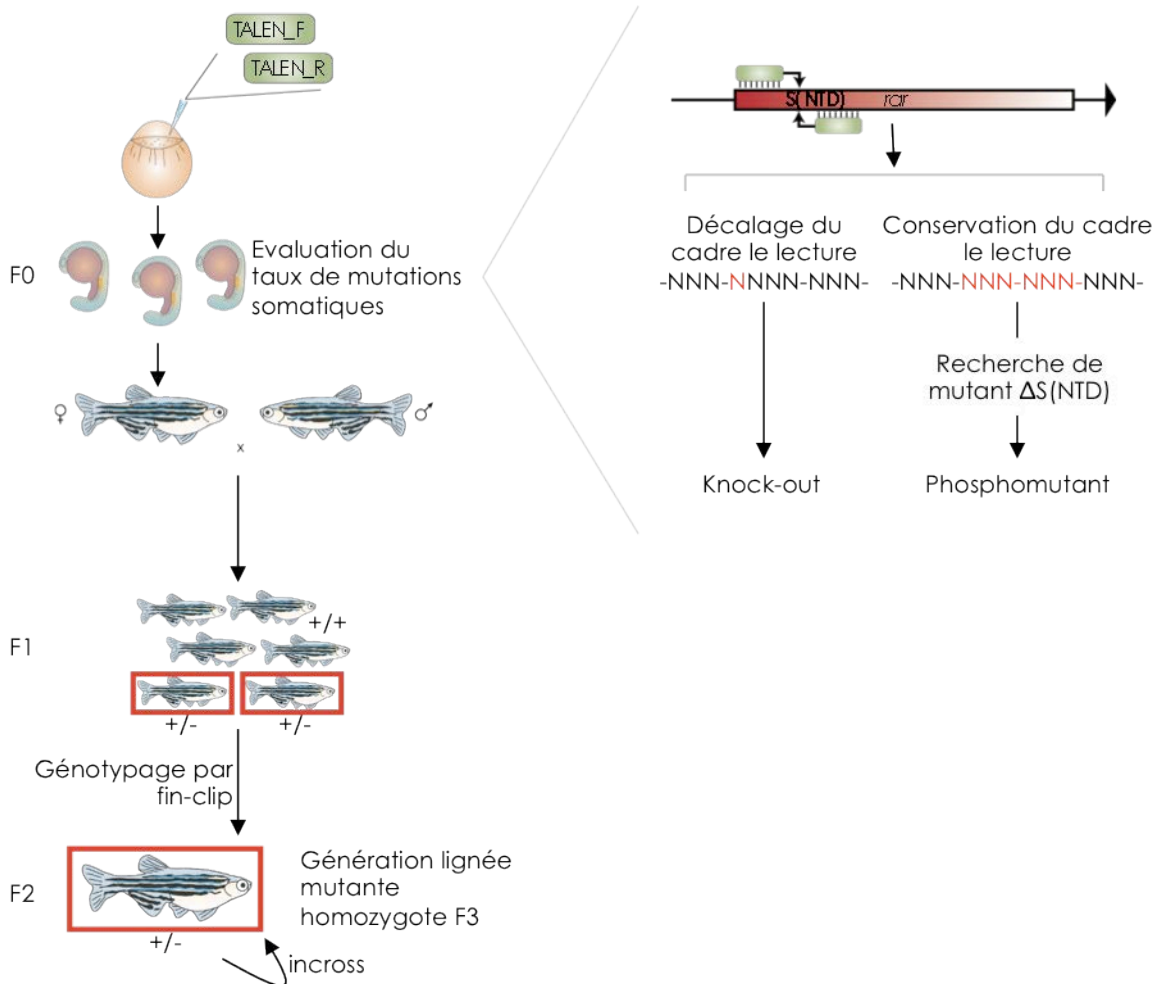 TALEN_F
TALEN_R
F0
Evaluation du
taux de mutations
somatiques
♀
x
♂
F1
+/+
+/-
+/-
Génotypage par
fin-clip
F2
+/-
Génération lignée
mutante
homozygote F3
incross
S(NTD) rar
Décalage du
cadre le lecture
-NNN-NNNN-NNN-
Knock-out
Conservation du cadre
le lecture
-NNN-NNN-NNN-NNN-
Recherche de
mutant ΔS(NTD)
Phosphomutant